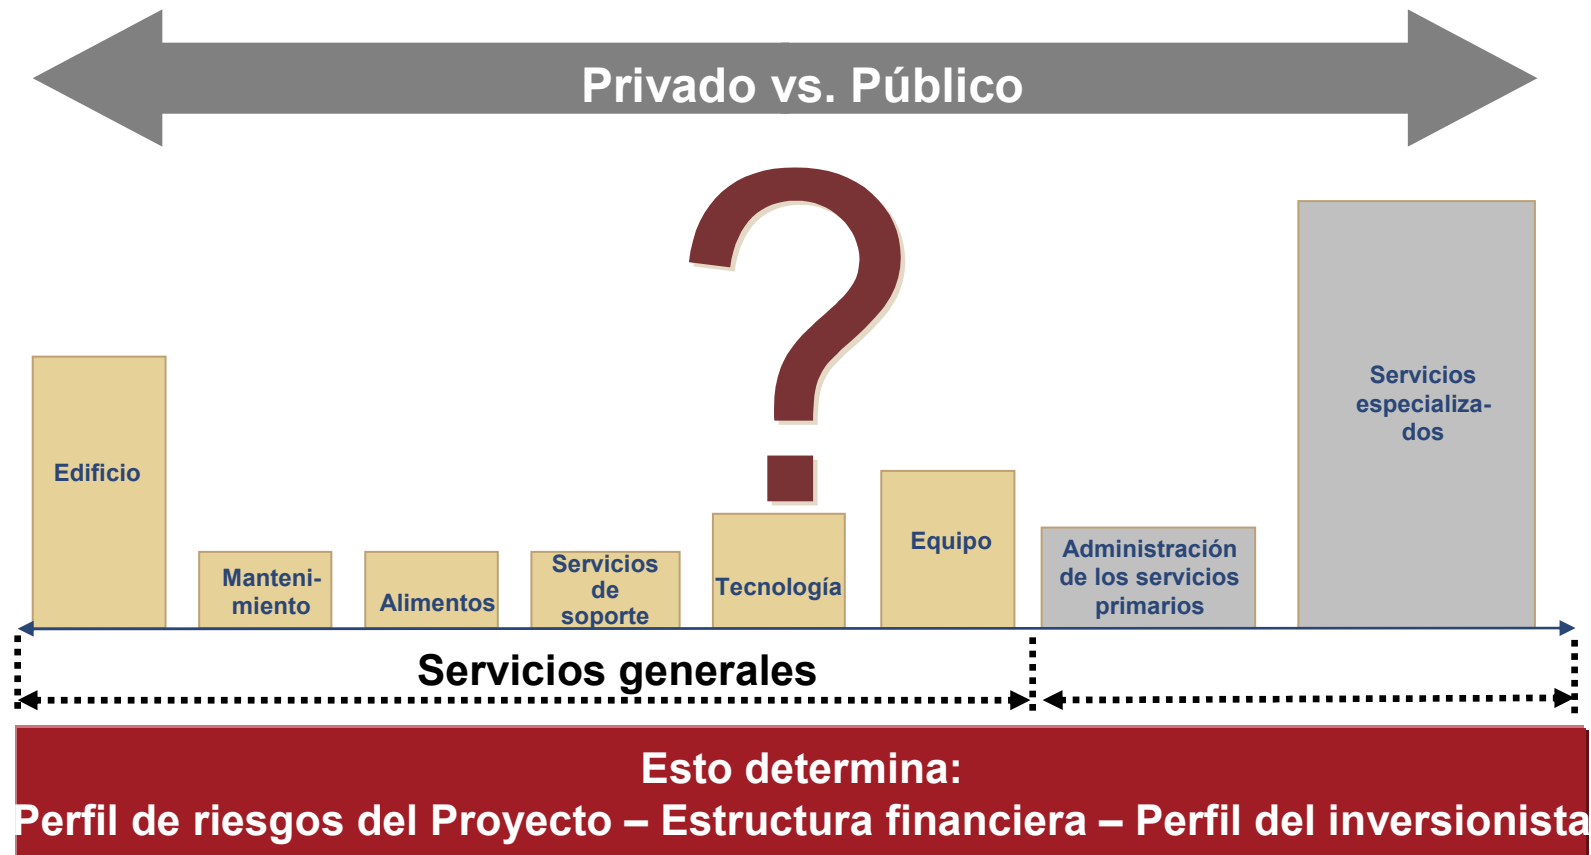 Privado vs. Público
?
Edificio
Manteni-
miento
Alimentos
Servicios
de
soporte
Tecnología
Equipo
Administración
de los servicios
primarios
Servicios
especializa-
dos
Servicios generales
Esto determina:
Perfil de riesgos del Proyecto – Estructura financiera – Perfil del inversionista